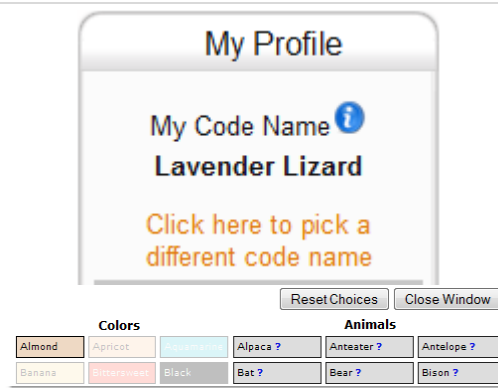 My Profile
My Code Name i
Lavender Lizard
Click here to pick a
different code name
Reset Choices Close Window
Colors Animals
Almond Apricot Aquamarine Alpaca ? Anteater ? Antelope ?
Banana Bittersweet Black Bat ? Bear ? Bison ?